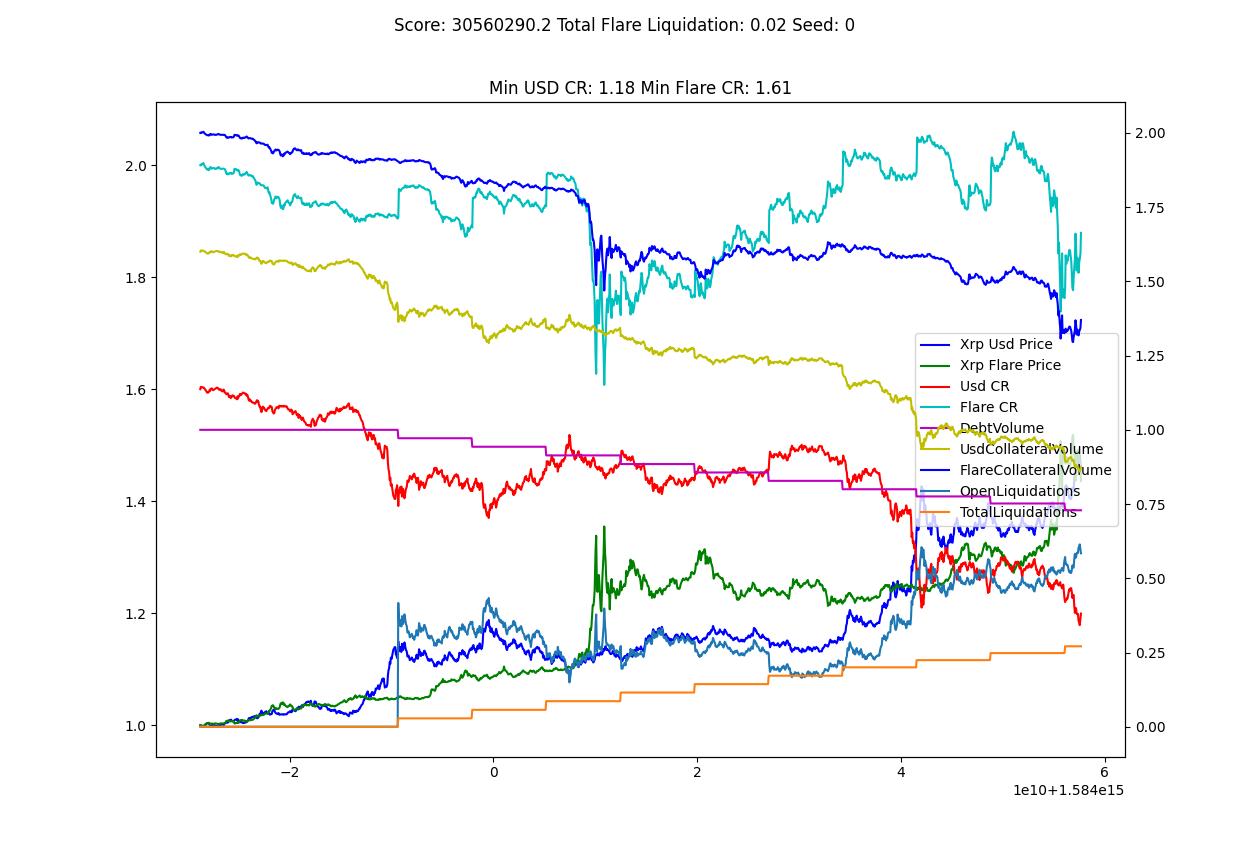 Score: 30560290.2 Total Flare Liquidation: 0.02 Seed: 0
Min USD CR: 1.18 Min Flare CR: 1.61
2.0
1.8
1.6
1.4
1.2
1.0
2.00
1.75
1.50
1.25
1.00
0.75
0.50
0.25
0.00
Xrp Usd Price
Xrp Flare Price
Usd CR
Flare CR
DebtVolume
UsdCollateralVolume
FlareCollateralVolume
OpenLiquidations
TotalLiquidations
−2
0
2
4
6
1e10+1.584e15